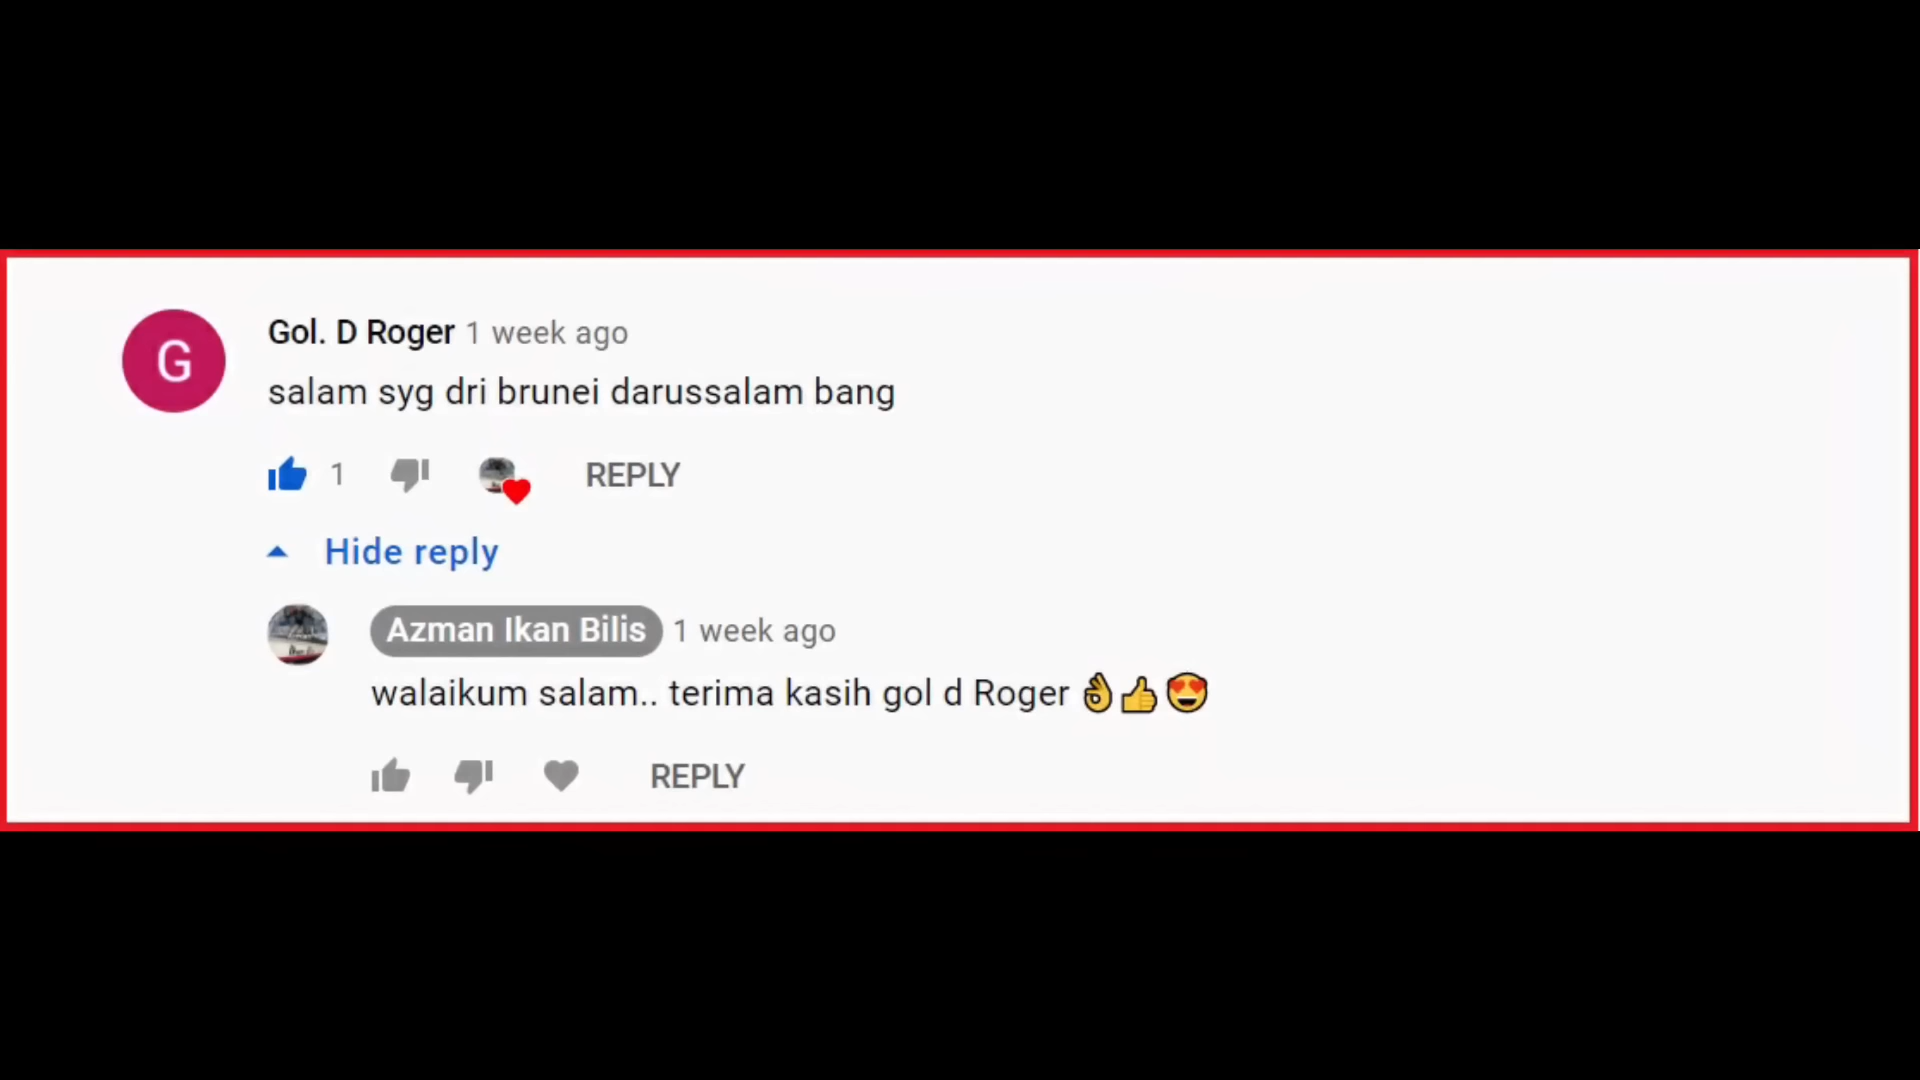 G
Gol. D Roger 1 week ago
salam syg dri brunei darussalam bang
1 REPLY
Hide reply
Azman Ikan Bilis 1 week ago
walaikum salam.. terima kasih gol d Roger 👌👍😍
REPLY